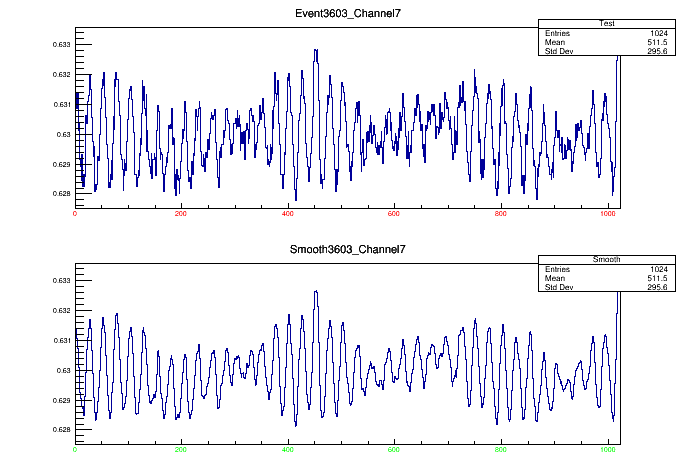 Event3603_Channel7
Test
Entries 1024
Mean 511.5
Std Dev 295.6
0.633
0.632
0.631
0.63
0.629
0.628
0 200 400 600 800 1000
Smooth3603_Channel7
Smooth
Entries 1024
Mean 511.5
Std Dev 295.6
0.633
0.632
0.631
0.63
0.629
0.628
0 200 400 600 800 1000